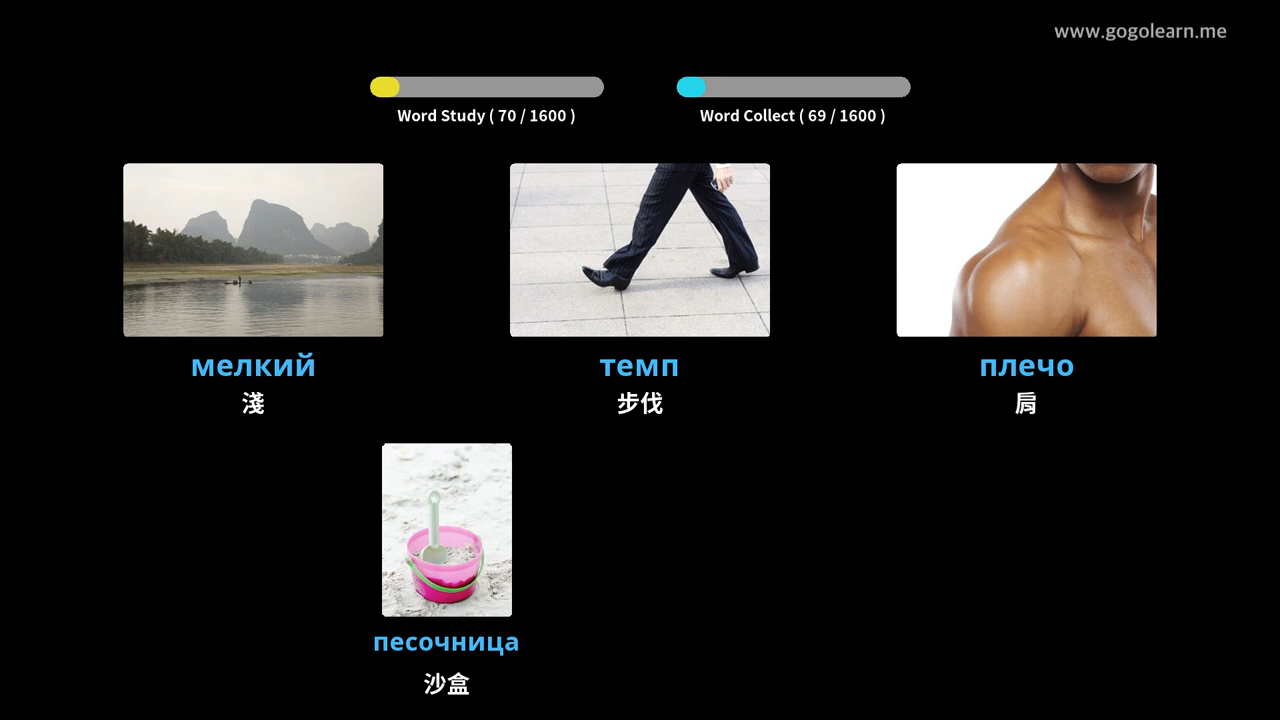 www.gogolearn.me
Word Study ( 70 / 1600 )
Word Collect ( 69 / 1600 )
мелкий
淺
темп
步伐
плечо
肩
песочница
沙盒